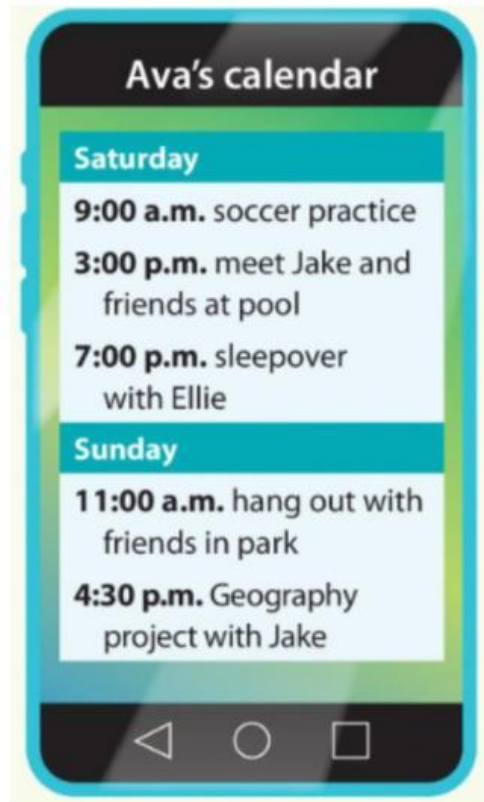 Ava's calendar
Saturday
9:00 a.m. soccer practice
3:00 p.m. meet Jake and
friends at pool
7:00 p.m. sleepover
with Ellie
Sunday
11:00 a.m. hang out with
friends in park
4:30 p.m. Geography
project with Jake